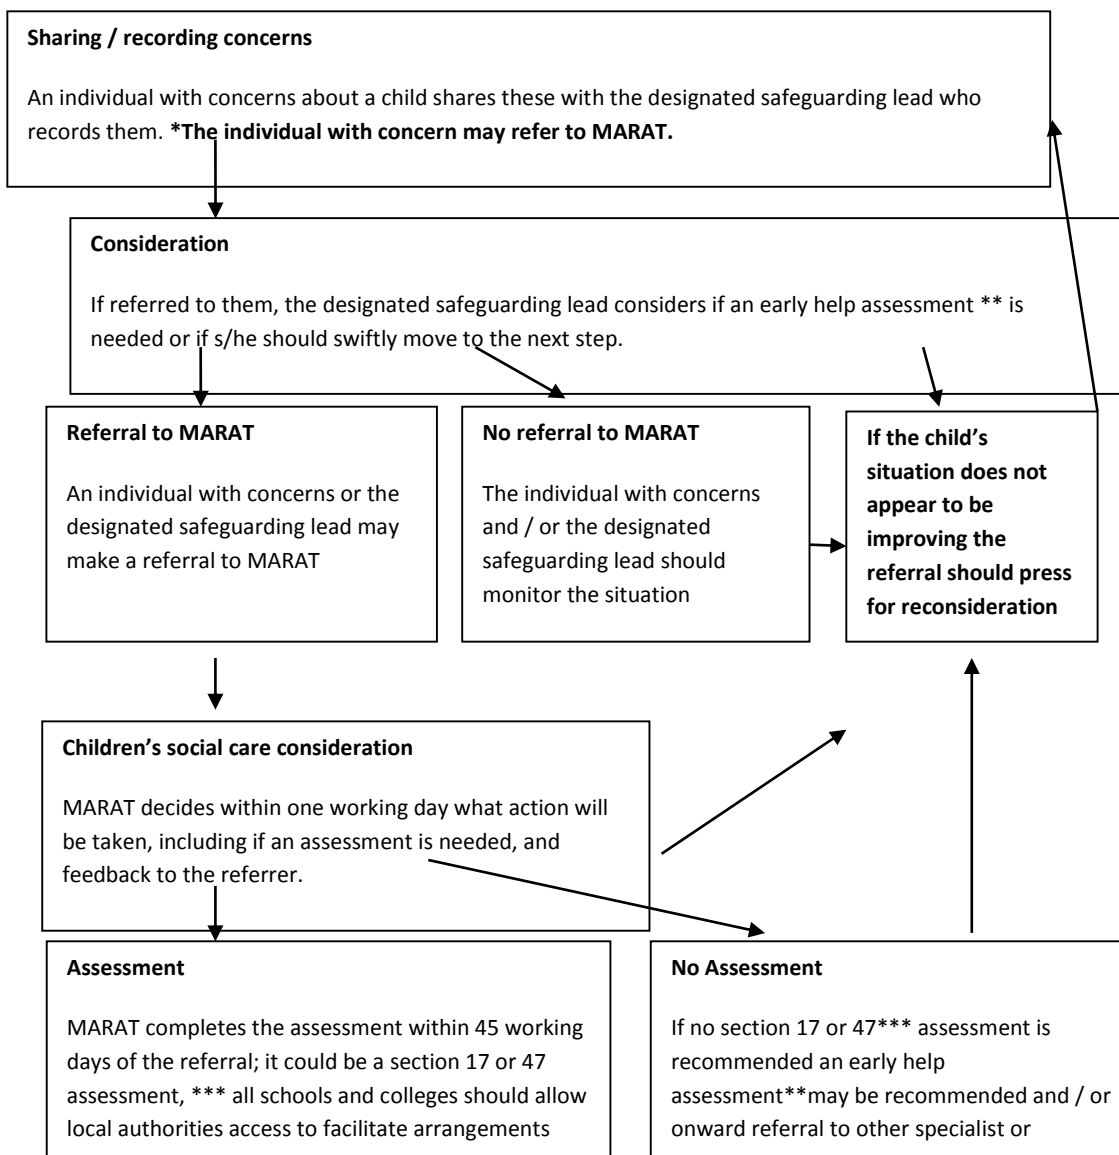 Sharing / recording concerns
An individual with concerns about a child shares these with the designated safeguarding lead who
records them. *The individual with concern may refer to MARAT.
Consideration
If referred to them, the designated safeguarding lead considers if an early help assessment ** is
needed or if s/he should swiftly move to the next step.
Referral to MARAT
An individual with concerns or the
designated safeguarding lead may
make a referral to MARAT
No referral to MARAT
The individual with concerns
and / or the designated
safeguarding lead should
monitor the situation
If the child's
situation does not
appear to be
improving the
referral should press
for reconsideration
Children's social care consideration
MARAT decides within one working day what action will
be taken, including if an assessment is needed, and
feedback to the referrer.
Assessment
MARAT completes the assessment within 45 working
days of the referral; it could be a section 17 or 47
assessment, *** all schools and colleges should allow
local authorities access to facilitate arrangements
No Assessment
If no section 17 or 47*** assessment is
recommended an early help
assessment**may be recommended and / or
onward referral to other specialist or